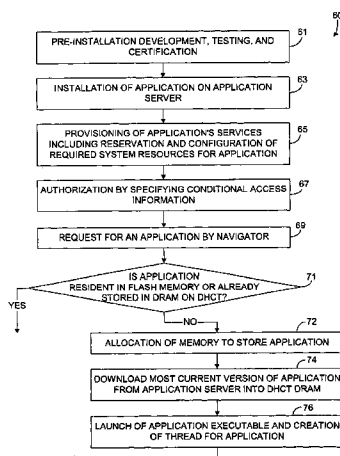 60
61
PRE-INSTALLATION DEVELOPMENT, TESTING, AND
CERTIFICATION
63
INSTALLATION OF APPLICATION ON APPLICATION
SERVER
65
PROVISIONING OF APPLICATION'S SERVICES
INCLUDING RESERVATION AND CONFIGURATION OF
REQUIRED SYSTEM RESOURCES FOR APPLICATION
67
AUTHORIZATION BY SPECIFYING CONDITIONAL ACCESS
INFORMATION
69
REQUEST FOR AN APPLICATION BY NAVIGATOR
71
IS APPLICATION
RESIDENT IN FLASH MEMORY OR ALREADY
STORED IN DRAM ON DHCT?
YES
NO
72
ALLOCATION OF MEMORY TO STORE APPLICATION
74
DOWNLOAD MOST CURRENT VERSION OF APPLICATION
FROM APPLICATION SERVER INTO DHCT DRAM
76
LAUNCH OF APPLICATION EXECUTABLE AND CREATION
OF THREAD FOR APPLICATION